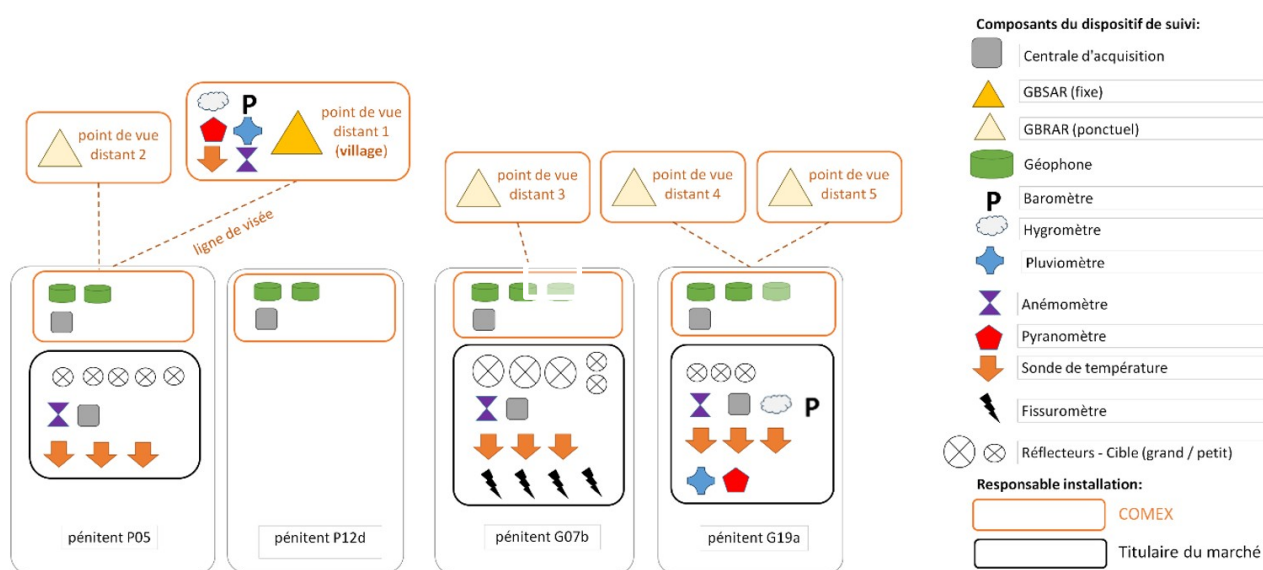 point de vue
distant 2
P
point de vue
distant 1
(village)
point de vue
distant 3
point de vue
distant 4
point de vue
distant 5
ligne de visée
P
pénitent P05
pénitent P12d
pénitent G07b
pénitent G19a
Composants du dispositif de suivi:
Centrale d'acquisition
GBSAR (fixe)
GBRAR (ponctuel)
Géophone
P Baromètre
Hygromètre
Pluviomètre
Anémomètre
Pyranomètre
Sonde de température
Fissuromètre
Réflecteurs - Cible (grand / petit)
Responsable installation:
COMEX
Titulaire du marché